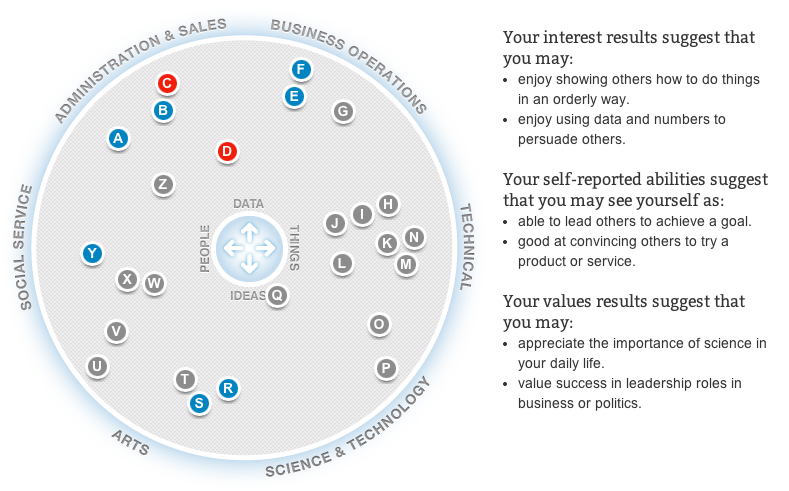 ADMINISTRATION & SALES
BUSINESS OPERATIONS
TECHNICAL
SCIENCE & TECHNOLOGY
ARTS
SOCIAL SERVICE
C
B
A
F
E
G
D
Z
H
I
J
N
K
M
L
DATA
PEOPLE
THINGS
IDEAS
Q
Y
X
W
V
U
T
S
R
O
P
Your interest results suggest that
you may:
• enjoy showing others how to do things
in an orderly way.
• enjoy using data and numbers to
persuade others.
Your self-reported abilities suggest
that you may see yourself as:
• able to lead others to achieve a goal.
• good at convincing others to try a
product or service.
Your values results suggest that
you may:
• appreciate the importance of science in
your daily life.
• value success in leadership roles in
business or politics.